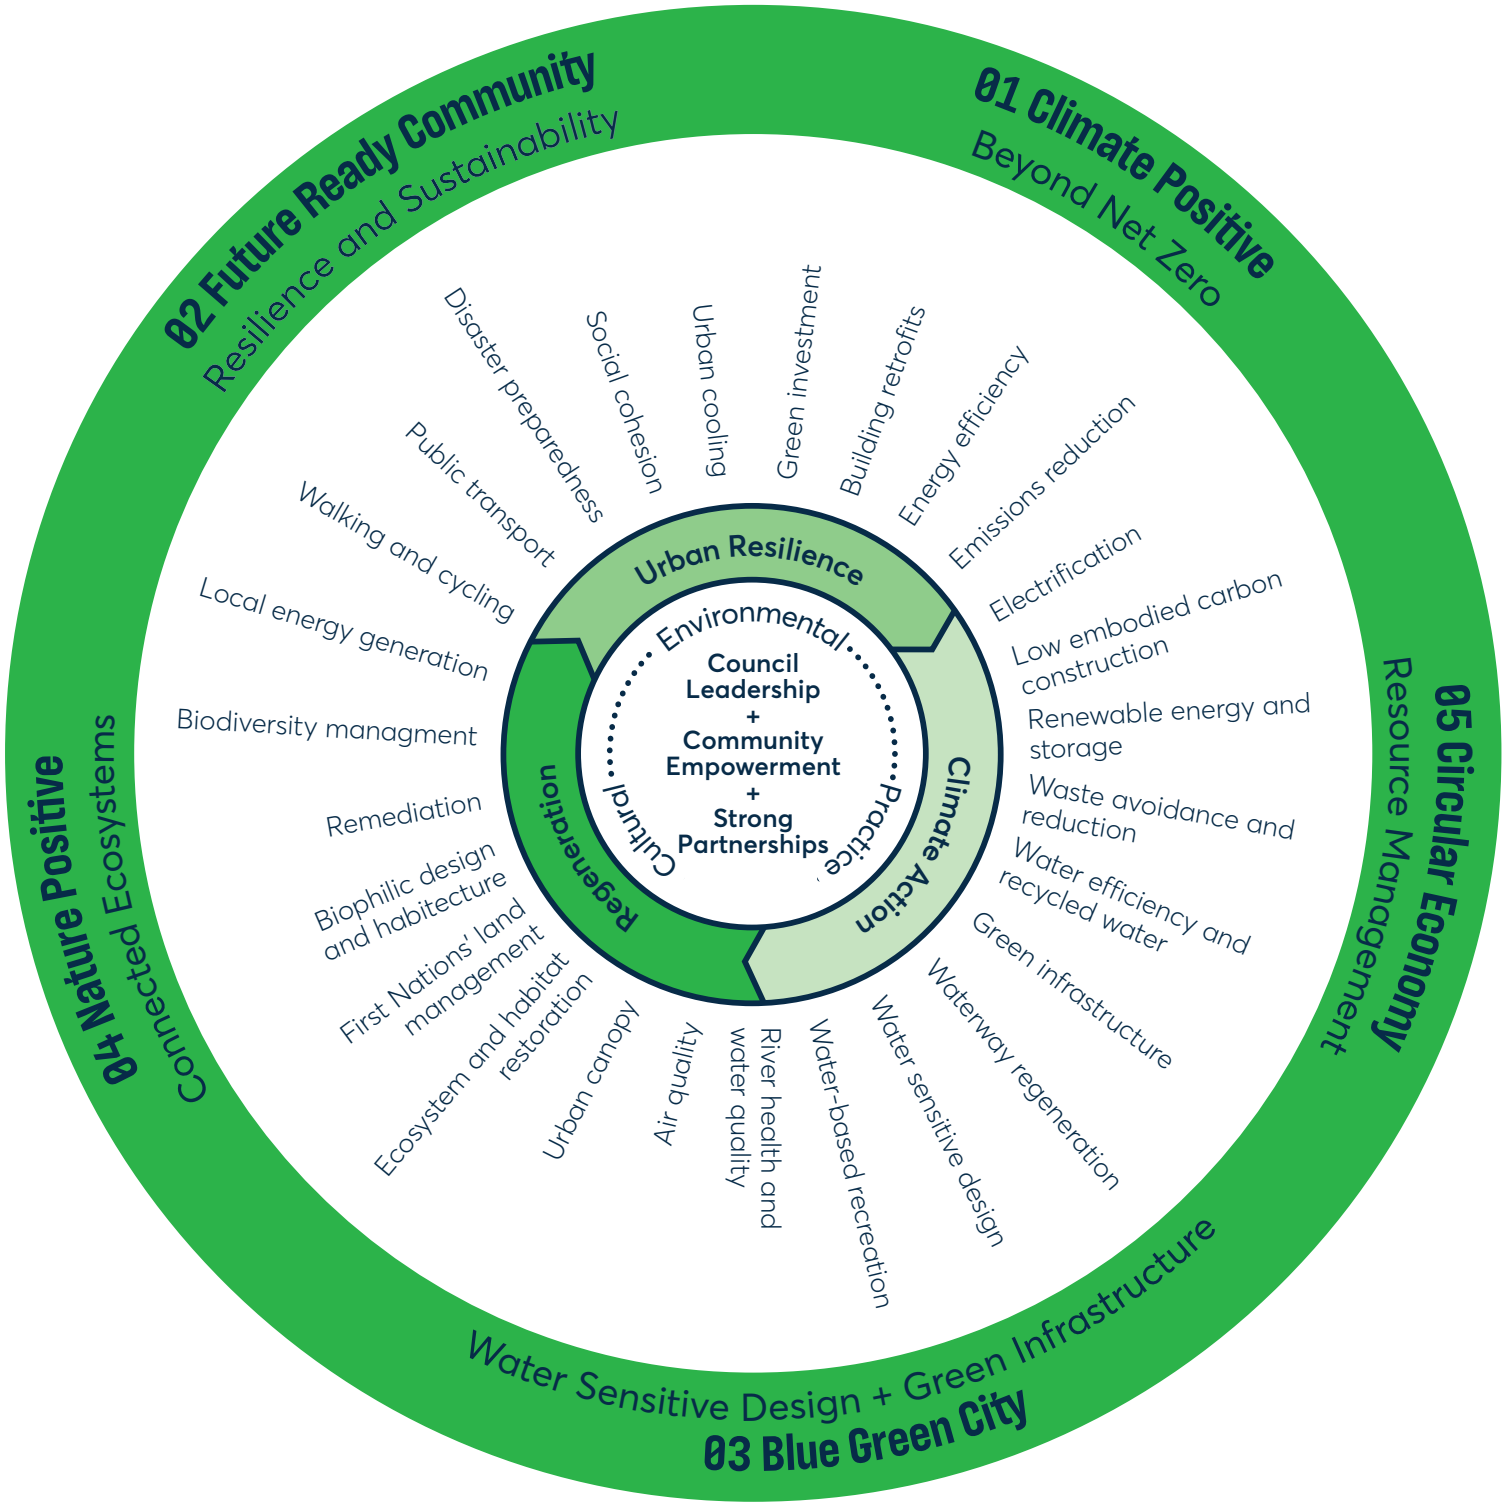 01 Climate Positive
Beyond Net Zero
05 Circular Economy
Resource Management
03 Blue Green City
Water Sensitive Design + Green Infrastructure
04 Nature Positive
Connected Ecosystems
02 Future Ready Community
Resilience and Sustainability
Green investment
Building retrofits
Energy efficiency
Emissions reduction
Electrification
Low embodied carbon
construction
Renewable energy and
storage
Waste avoidance and
reduction
Water efficiency and
recycled water
Green infrastructure
Waterway regeneration
Water sensitive design
Water-based recreation
River health and
water quality
Air quality
Urban canopy
Ecosystem and habitat
restoration
First Nations' land
management
Biophilic design
and habitecture
Remediation
Biodiversity managment
Local energy generation
Walking and cycling
Public transport
Disaster preparedness
Social cohesion
Urban cooling
Urban Resilience
Climate Action
Regeneration
Environmental
Practice
Cultural
Council
Leadership
+
Community
Empowerment
+
Strong
Partnerships